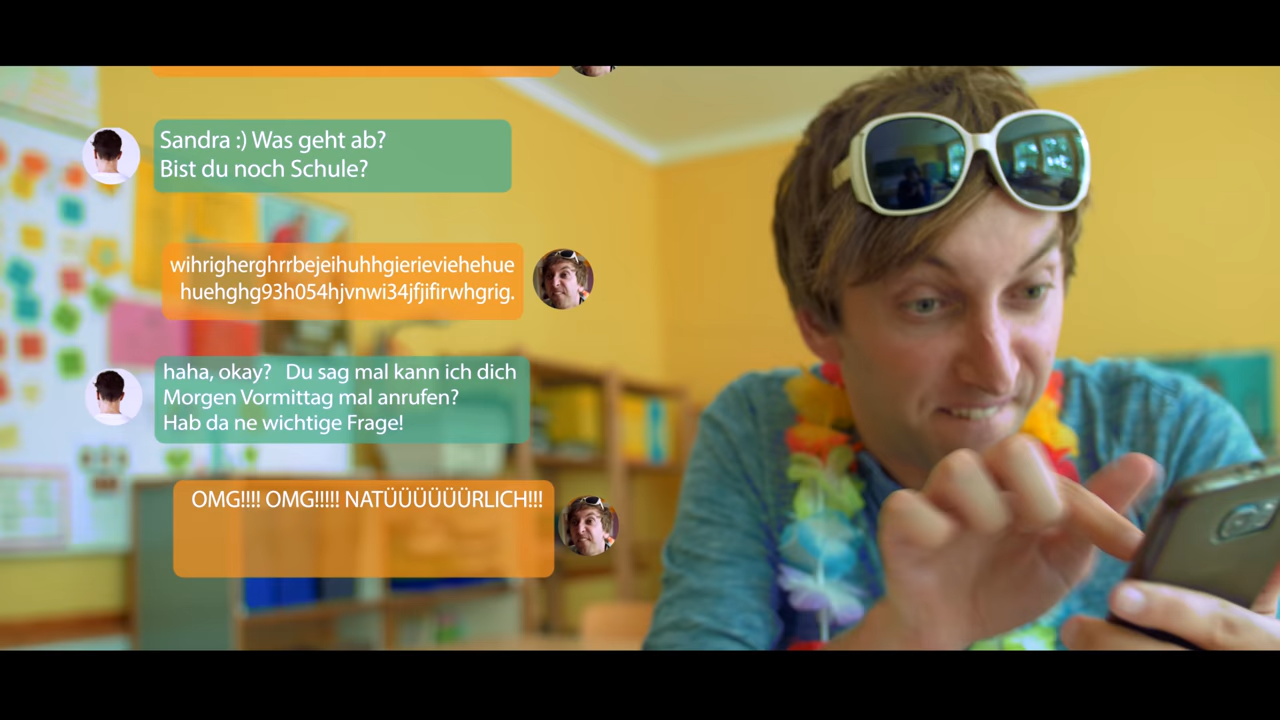 Sandra :) Was geht ab?
Bist du noch Schule?
wihrigherghrrbejeihuhhgierieviehehue
huehghg93h054hjvnwi34jfjifirwhgrig.
haha, okay? Du sag mal kann ich dich
Morgen Vormittag mal anrufen?
Hab da ne wichtige Frage!
OMG!!!! OMG!!!!! NATÜÜÜÜÜÜRLICH!!!